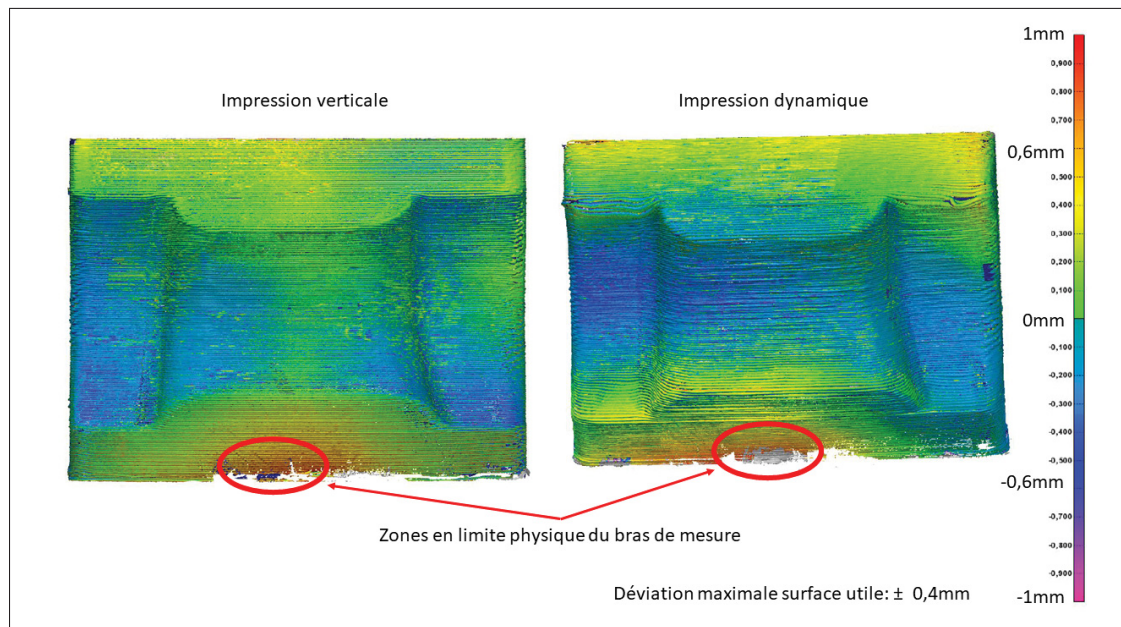 Impression verticale
Impression dynamique
Zones en limite physique du bras de mesure
Déviation maximale surface utile: ± 0,4mm
1mm
0,900
0,800
0,700
0,6mm
0,500
0,400
0,300
0,200
0,100
0mm
-0,100
-0,200
-0,300
-0,400
-0,500
-0,6mm
-0,700
-0,800
-0,900
-1mm